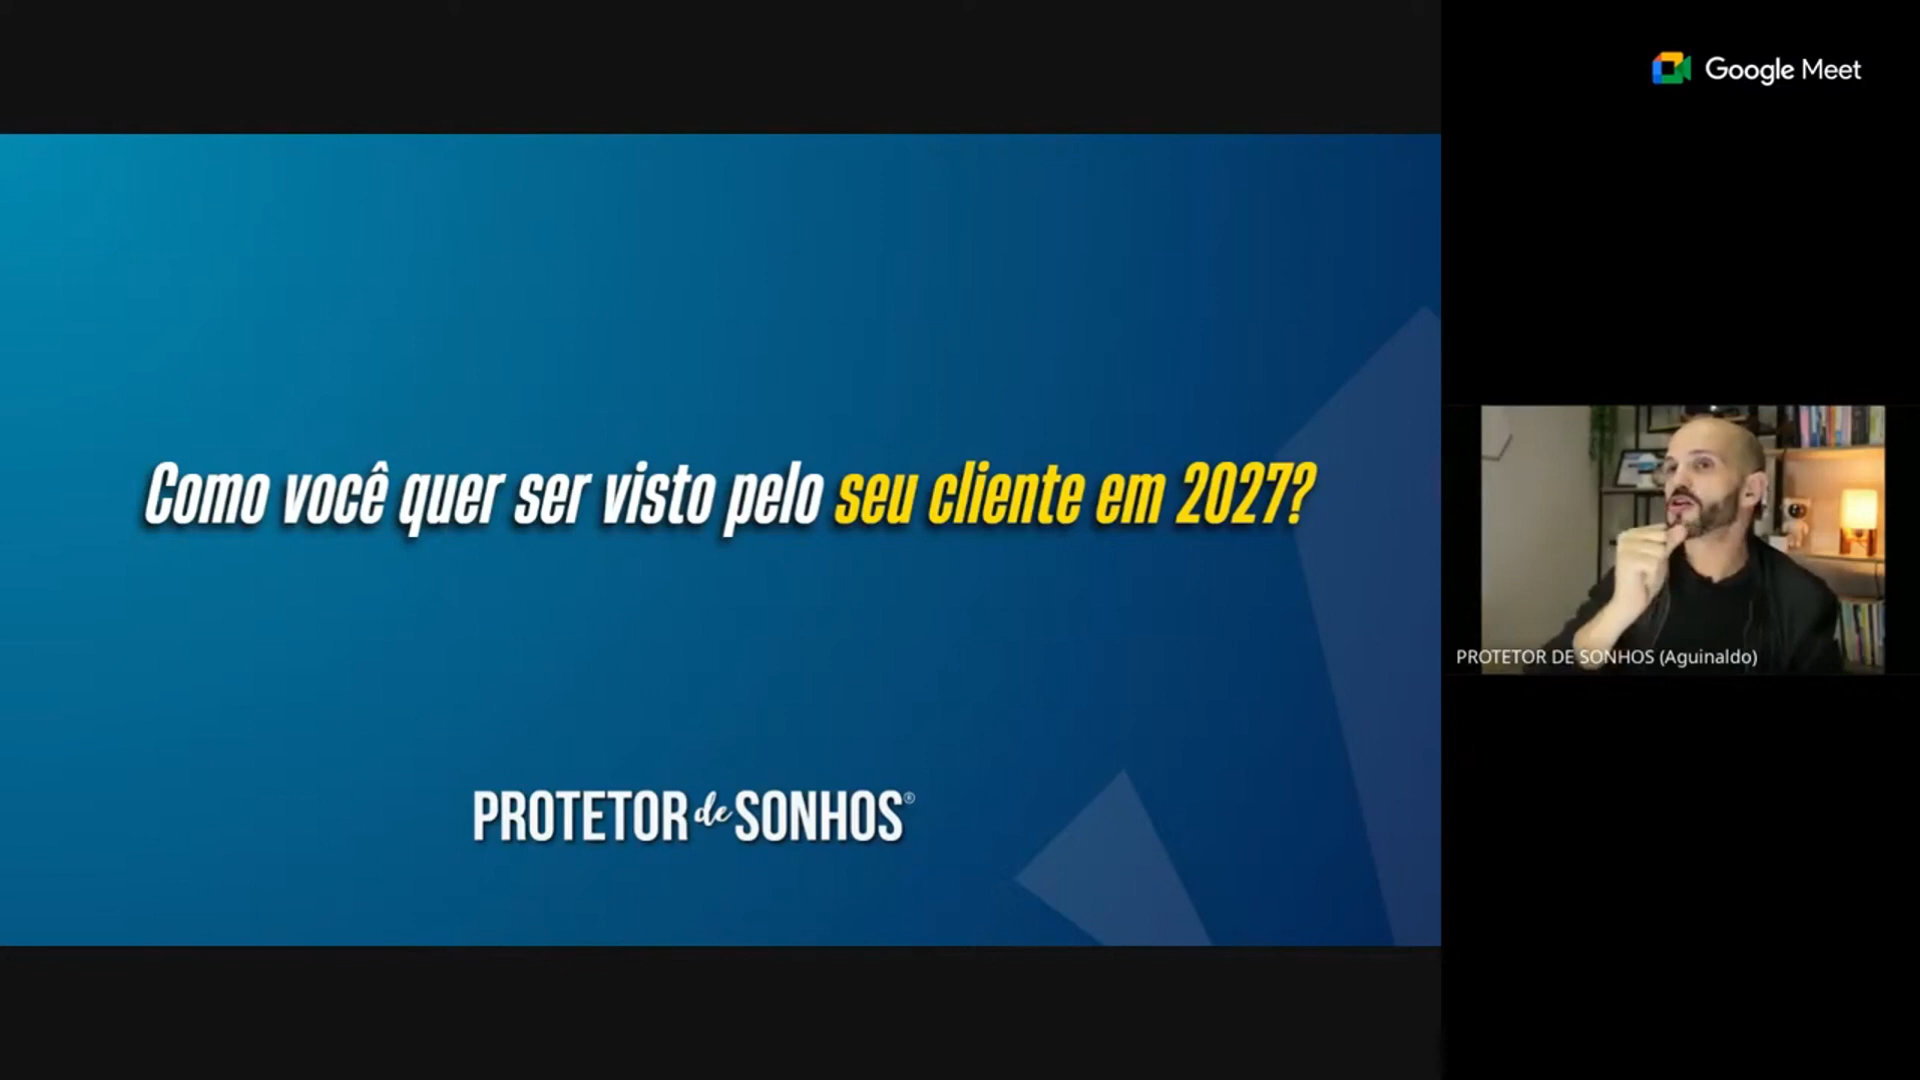 Google Meet
Como você quer ser visto pelo seu cliente em 2027?
PROTETOR DE SONHOS (Aguinaldo)
PROTETOR de SONHOS®